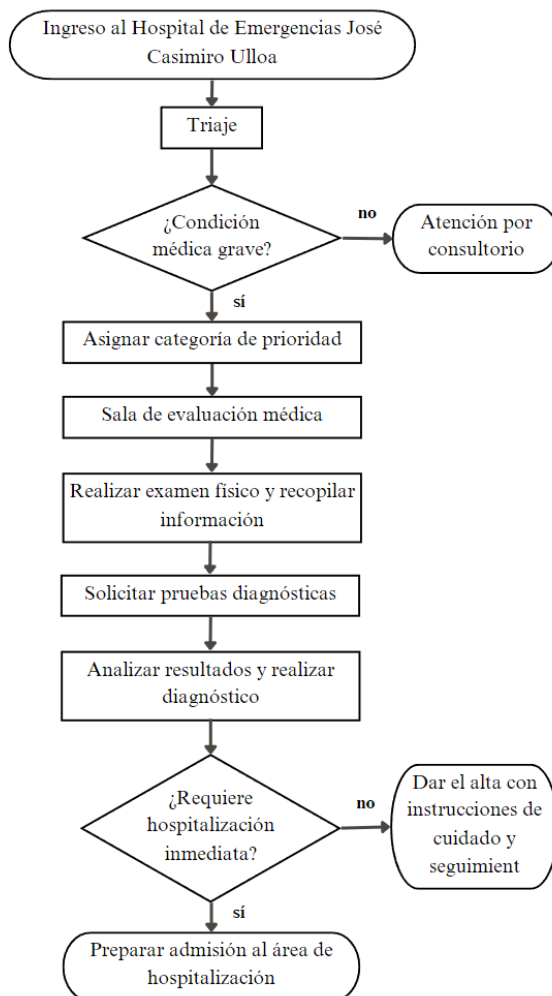 Ingreso al Hospital de Emergencias José
Casimiro Ulloa
Triaje
¿Condición
médica grave?
no
Atención por
consultorio
sí
Asignar categoría de prioridad
Sala de evaluación médica
Realizar examen físico y recopilar
información
Solicitar pruebas diagnósticas
Analizar resultados y realizar
diagnóstico
¿Requiere
hospitalización
inmediata?
no
Dar el alta con
instrucciones de
cuidado y
seguimient
sí
Preparar admisión al área de
hospitalización